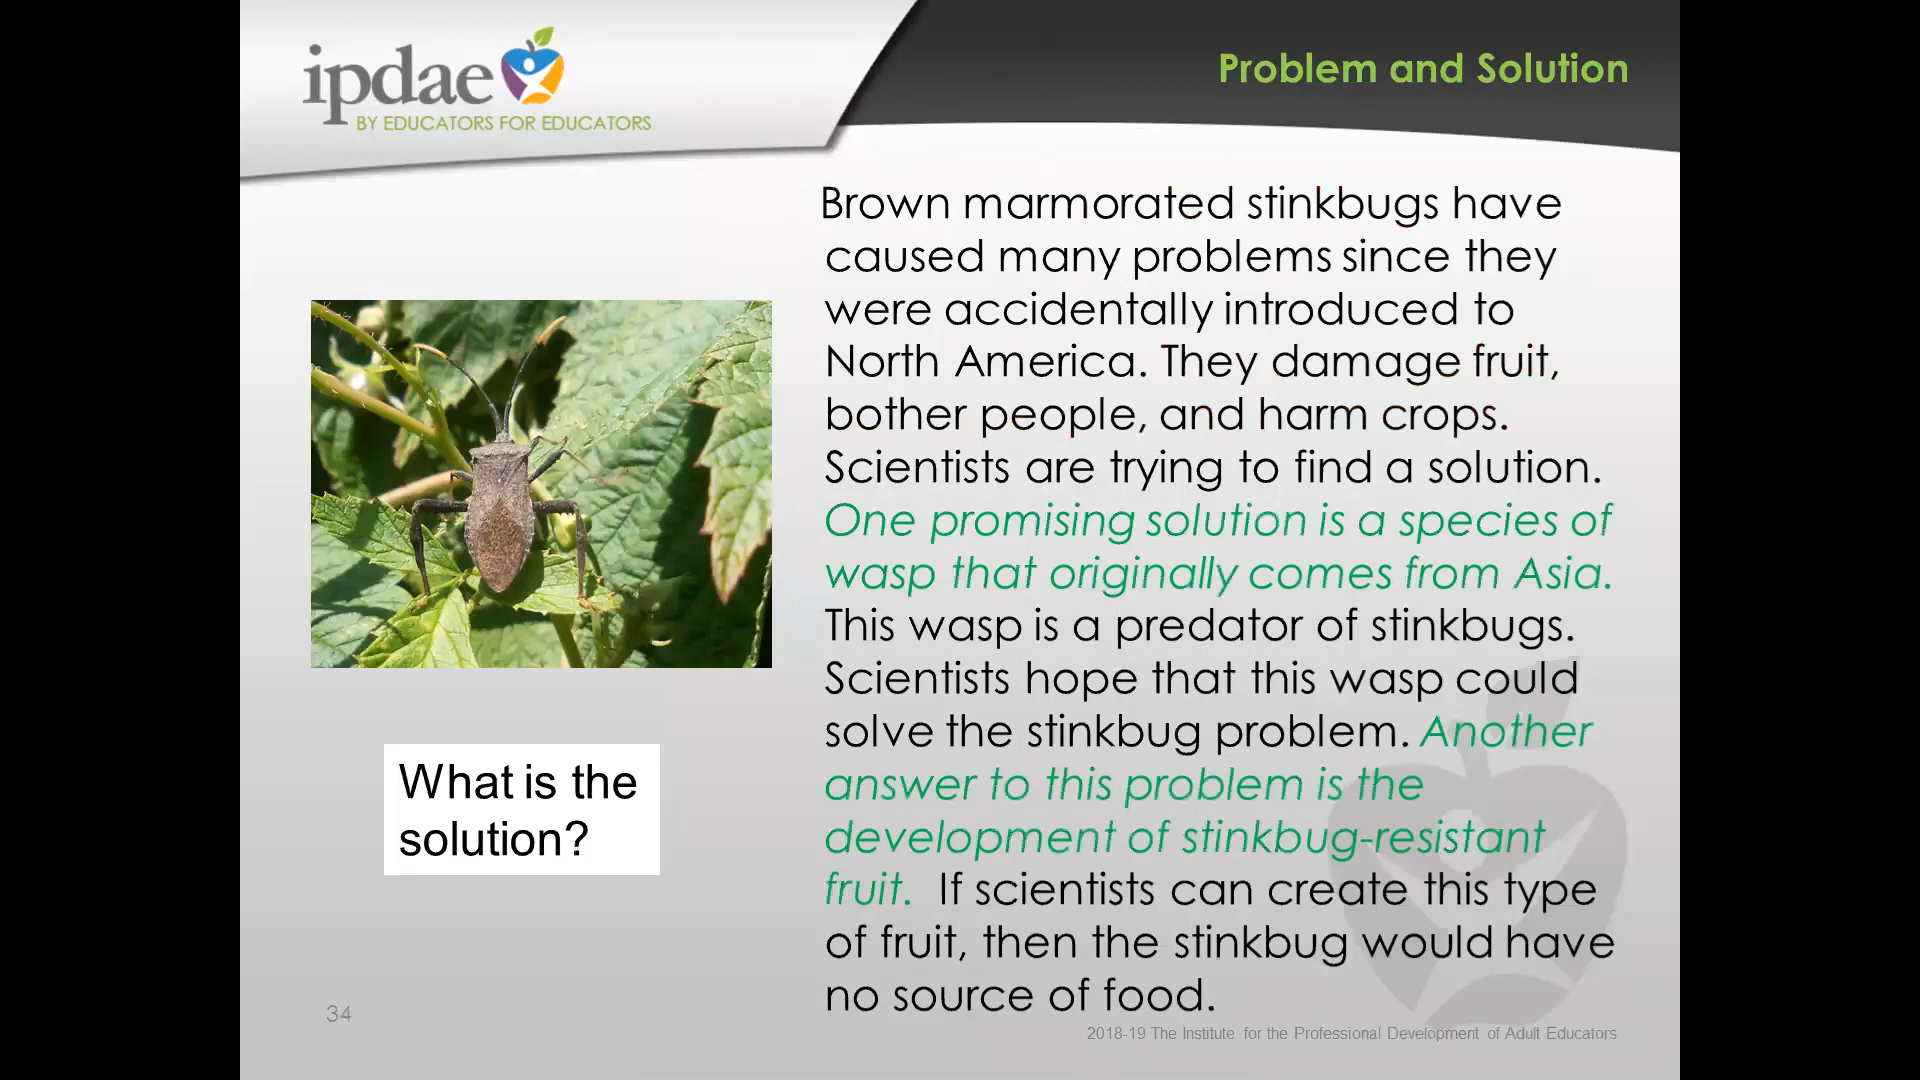 ipdae
BY EDUCATORS FOR EDUCATORS
Problem and Solution
Brown marmorated stinkbugs have
caused many problems since they
were accidentally introduced to
North America. They damage fruit,
bother people, and harm crops.
Scientists are trying to find a solution.
One promising solution is a species of
wasp that originally comes from Asia.
This wasp is a predator of stinkbugs.
Scientists hope that this wasp could
solve the stinkbug problem. Another
answer to this problem is the
development of stinkbug-resistant
fruit. If scientists can create this type
of fruit, then the stinkbug would have
no source of food.
What is the
solution?
34
2018-19 The Institute for the Professional Development of Adult Educators